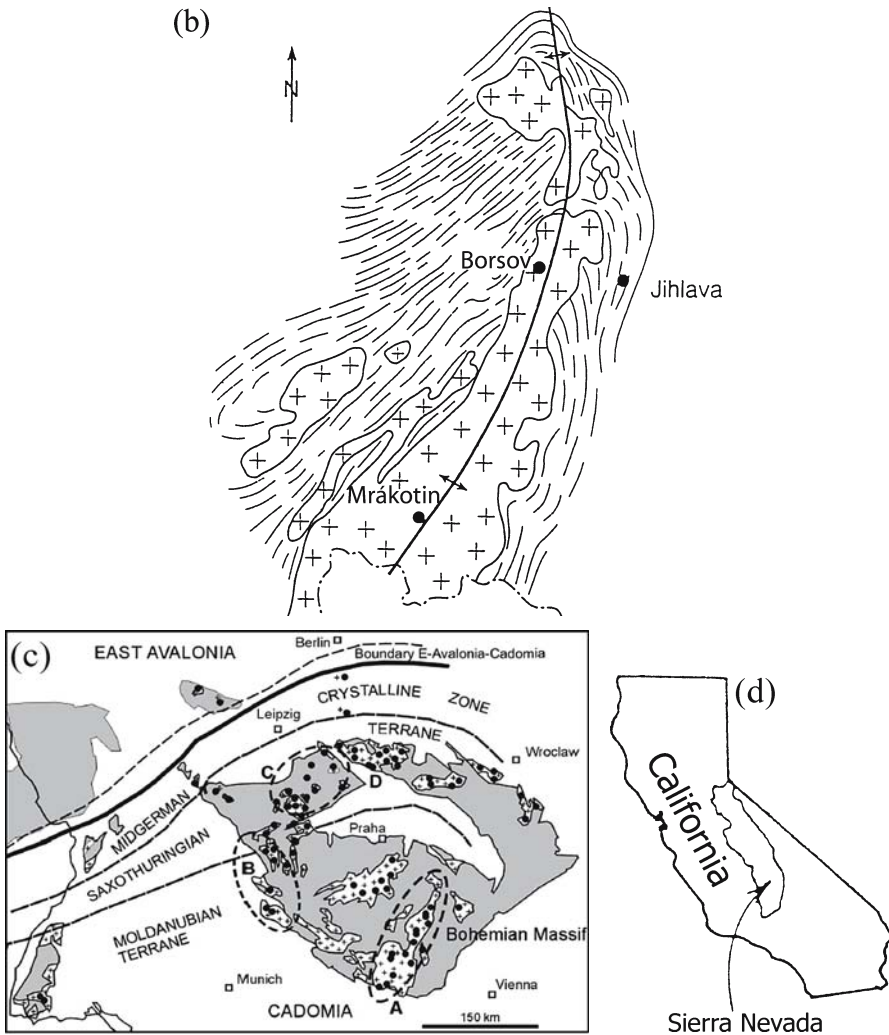 (b)
N
Borsov
Jihlava
Mrákotin
(c)
EAST AVALONIA
Berlin
Boundary E-Avalonia-Cadomia
CRYSTALLINE
ZONE
Leipzig
TERRANE
Wroclaw
C
D
MIDGERMAN
Praha
SAXOTHURINGIAN
B
MOLDANUBIAN
TERRANE
Bohemian Massif
Munich
Vienna
CADOMIA
A
150 km
(d)
California
Sierra Nevada